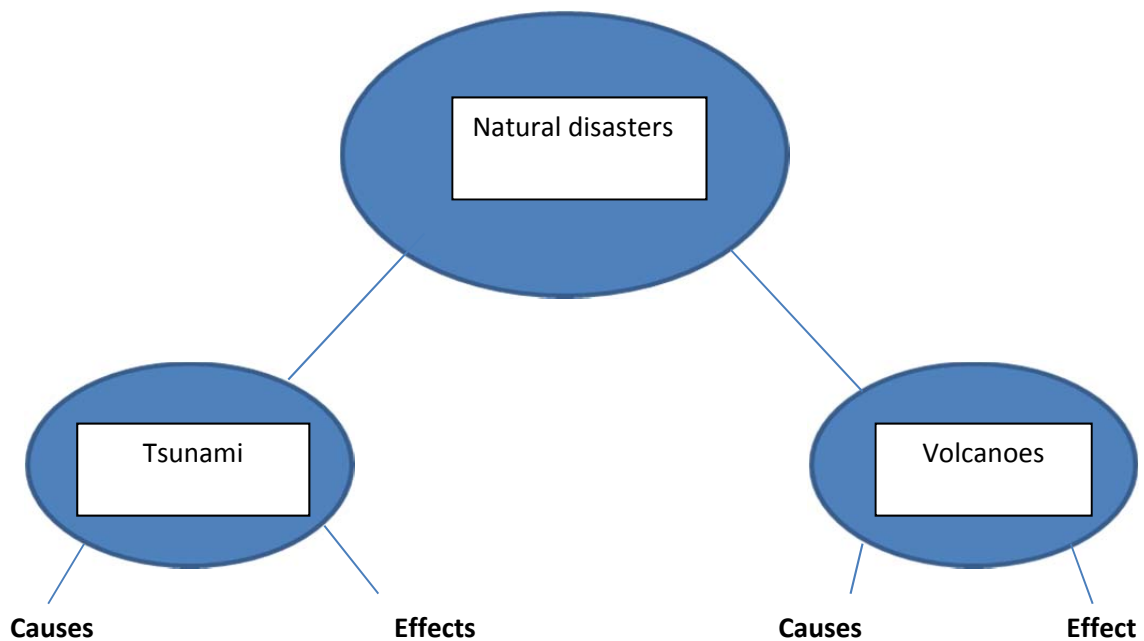 Natural disasters
Tsunami
Volcanoes
Causes
Effects
Causes
Effect